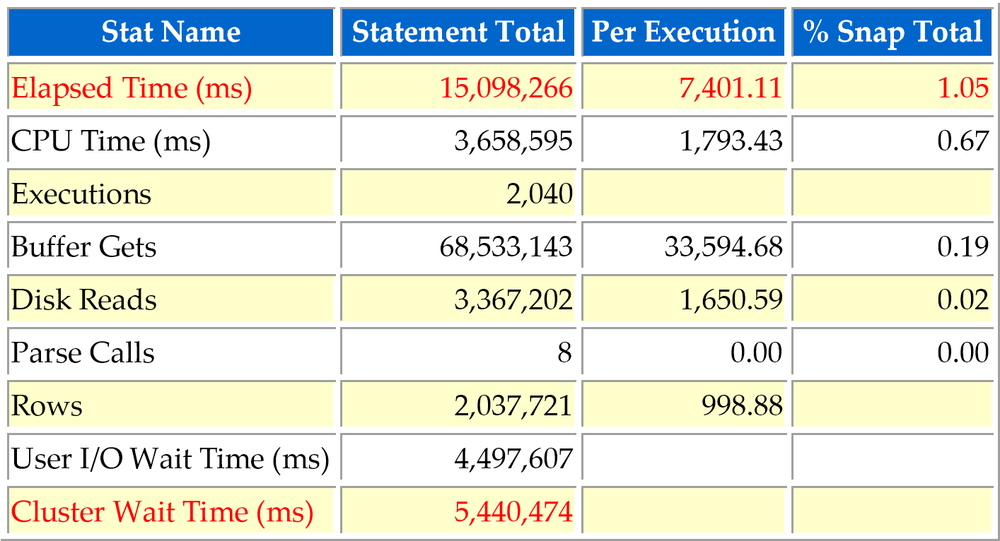 Stat Name Statement Total Per Execution % Snap Total
Elapsed Time (ms) 15,098,266 7,401.11 1.05
CPU Time (ms) 3,658,595 1,793.43 0.67
Executions 2,040
Buffer Gets 68,533,143 33,594.68 0.19
Disk Reads 3,367,202 1,650.59 0.02
Parse Calls 8 0.00 0.00
Rows 2,037,721 998.88
User I/O Wait Time (ms) 4,497,607
Cluster Wait Time (ms) 5,440,474